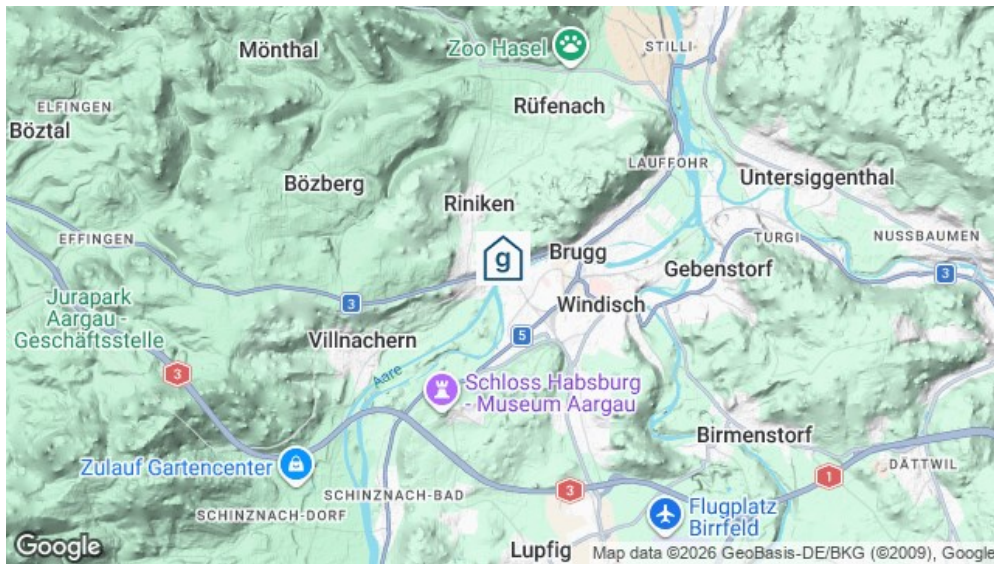 Mönthal
Zoo Hasel
STILLI
ELFINGEN
Rüfenach
Böztal
LAUFFOHR
Bözberg
Untersiggenthal
Riniken
EFFINGEN
TURGI
NUSSBAUMEN
g
Brugg
Gebenstorf
3
Jurapark
Aargau -
Geschäftsstelle
3
Windisch
Villnachern
5
3
Aare
Schloss Habsburg
- Museum Aargau
Birmenstorf
Zulauf Gartencenter
DÄTTWIL
1
SCHINZNACH-BAD
3
SCHINZNACH-DORF
Flugplatz
Birrfeld
Google
Lupfig
Map data ©2026 GeoBasis-DE/BKG (©2009), Google